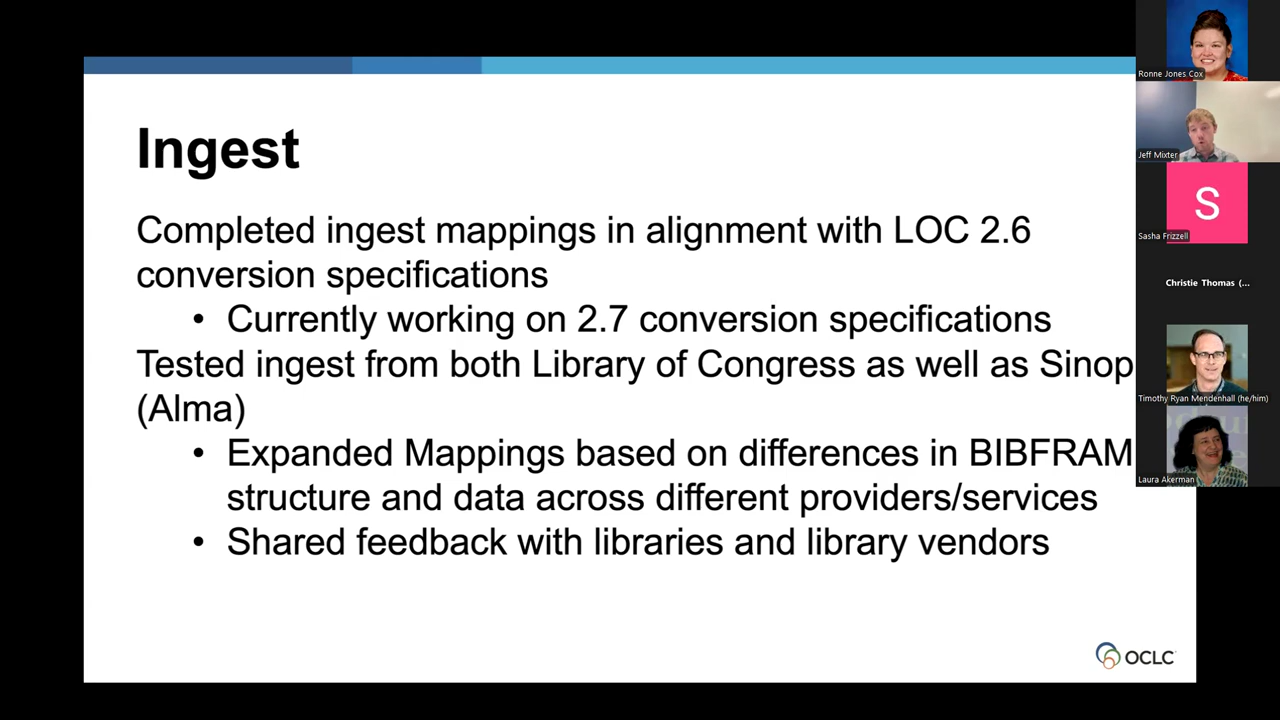 Ingest
Completed ingest mappings in alignment with LOC 2.6
conversion specifications
• Currently working on 2.7 conversion specifications
Tested ingest from both Library of Congress as well as Sinop
(Alma)
• Expanded Mappings based on differences in BIBFRAM
structure and data across different providers/services
• Shared feedback with libraries and library vendors
OCLC
Ronne Jones Cox
Jeff Mixter
S
Sasha Frizzell
Christie Thomas (...
Timothy Ryan Mendenhall (he/him)
Laura Akerman